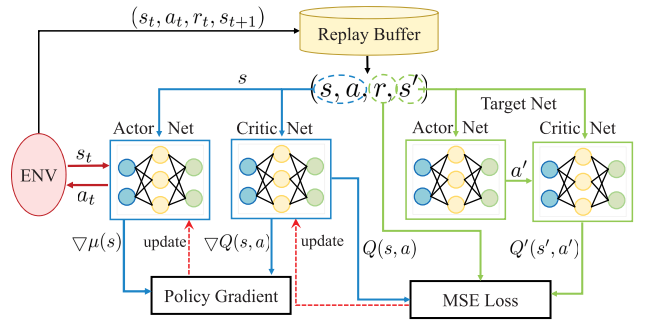 (s_t, a_t, r_t, s_{t+1})
Replay Buffer
s
(s, a, r, s′)
Target Net
Actor Net
Critic Net
Actor Net
Critic Net
ENV
s_t
a_t
a′
▽μ(s)
update
▽Q(s, a)
update
Q(s, a)
Q′(s′, a′)
Policy Gradient
MSE Loss